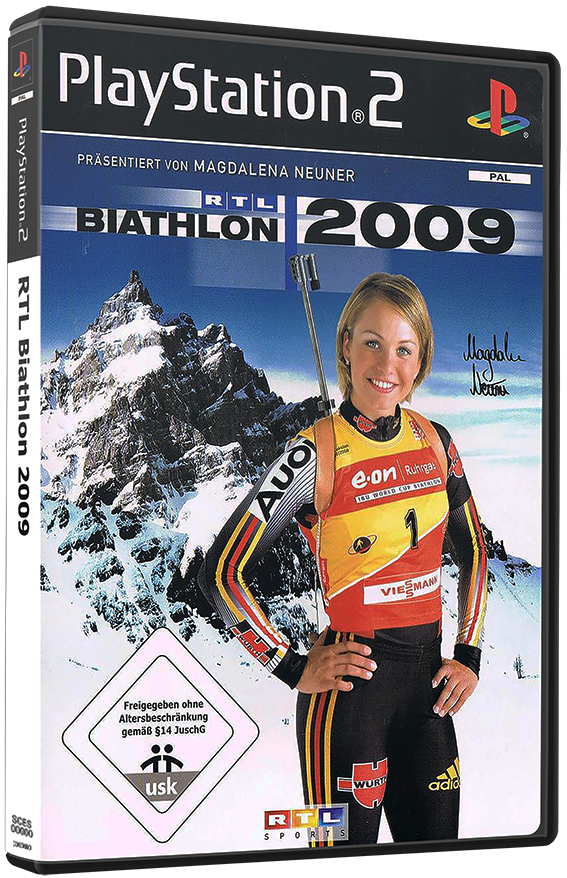 PAL
PlayStation®2
RTL Biathlon 2009
SCES
00000
PlayStation®2
PAL
PRÄSENTIERT VON MAGDALENA NEUNER
RTL
BIATHLON 2009
Magdalena
Neuner
AUDI
e·on Ruhrgas
IBU WORLD CUP BIATHLON
1
VIESSMANN
Freigegeben ohne
Altersbeschränkung
gemäß §14 JuschG
usk
WÜRTH
adidas
RTL
SPORTS